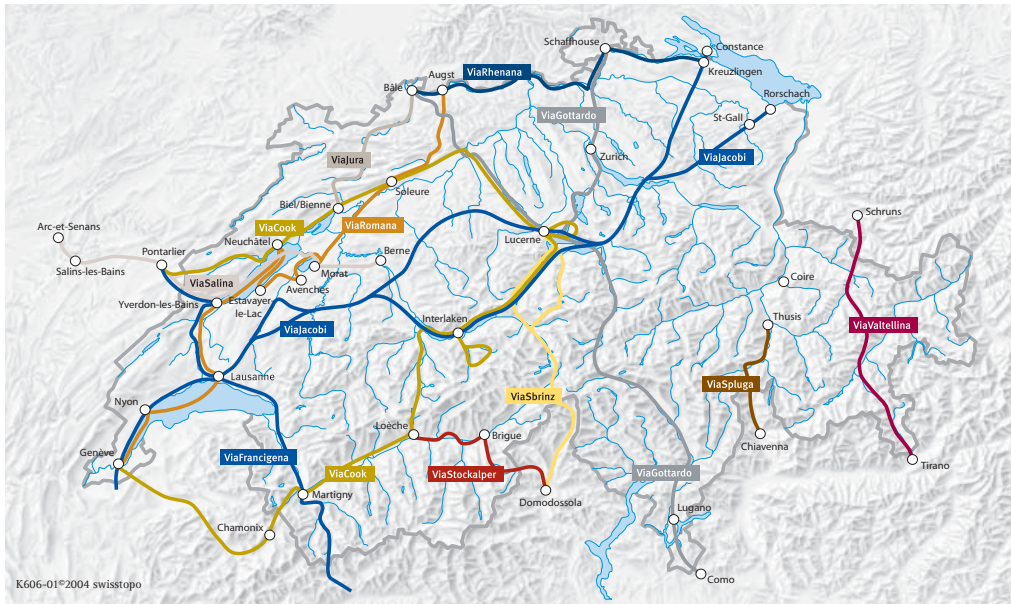 Schaffhouse
Constance
Kreuzlingen
Augst
ViaRhenana
Bâle
Rorschach
St-Gall
ViaGottardo
Zurich
ViaJacobi
ViaJura
Soleure
Biel/Bienne
Schruns
ViaCook
ViaRomana
Arc-et-Senans
Neuchâtel
Lucerne
Berne
Pontarlier
Salins-les-Bains
Morat
Coire
ViaSalina
Avenches
Yverdon-les-Bains
Estavayer-
le-Lac
Interlaken
Thusis
ViaJacobi
ViaValtellina
Lausanne
ViaSpluga
ViaSbrinz
Nyon
Loèche
Brigue
Chiavenna
Genève
ViaFrancigena
ViaCook
ViaStockalper
ViaGottardo
Tirano
Martigny
Domodossola
Lugano
Chamonix
Como
K606-01©2004 swisstopo